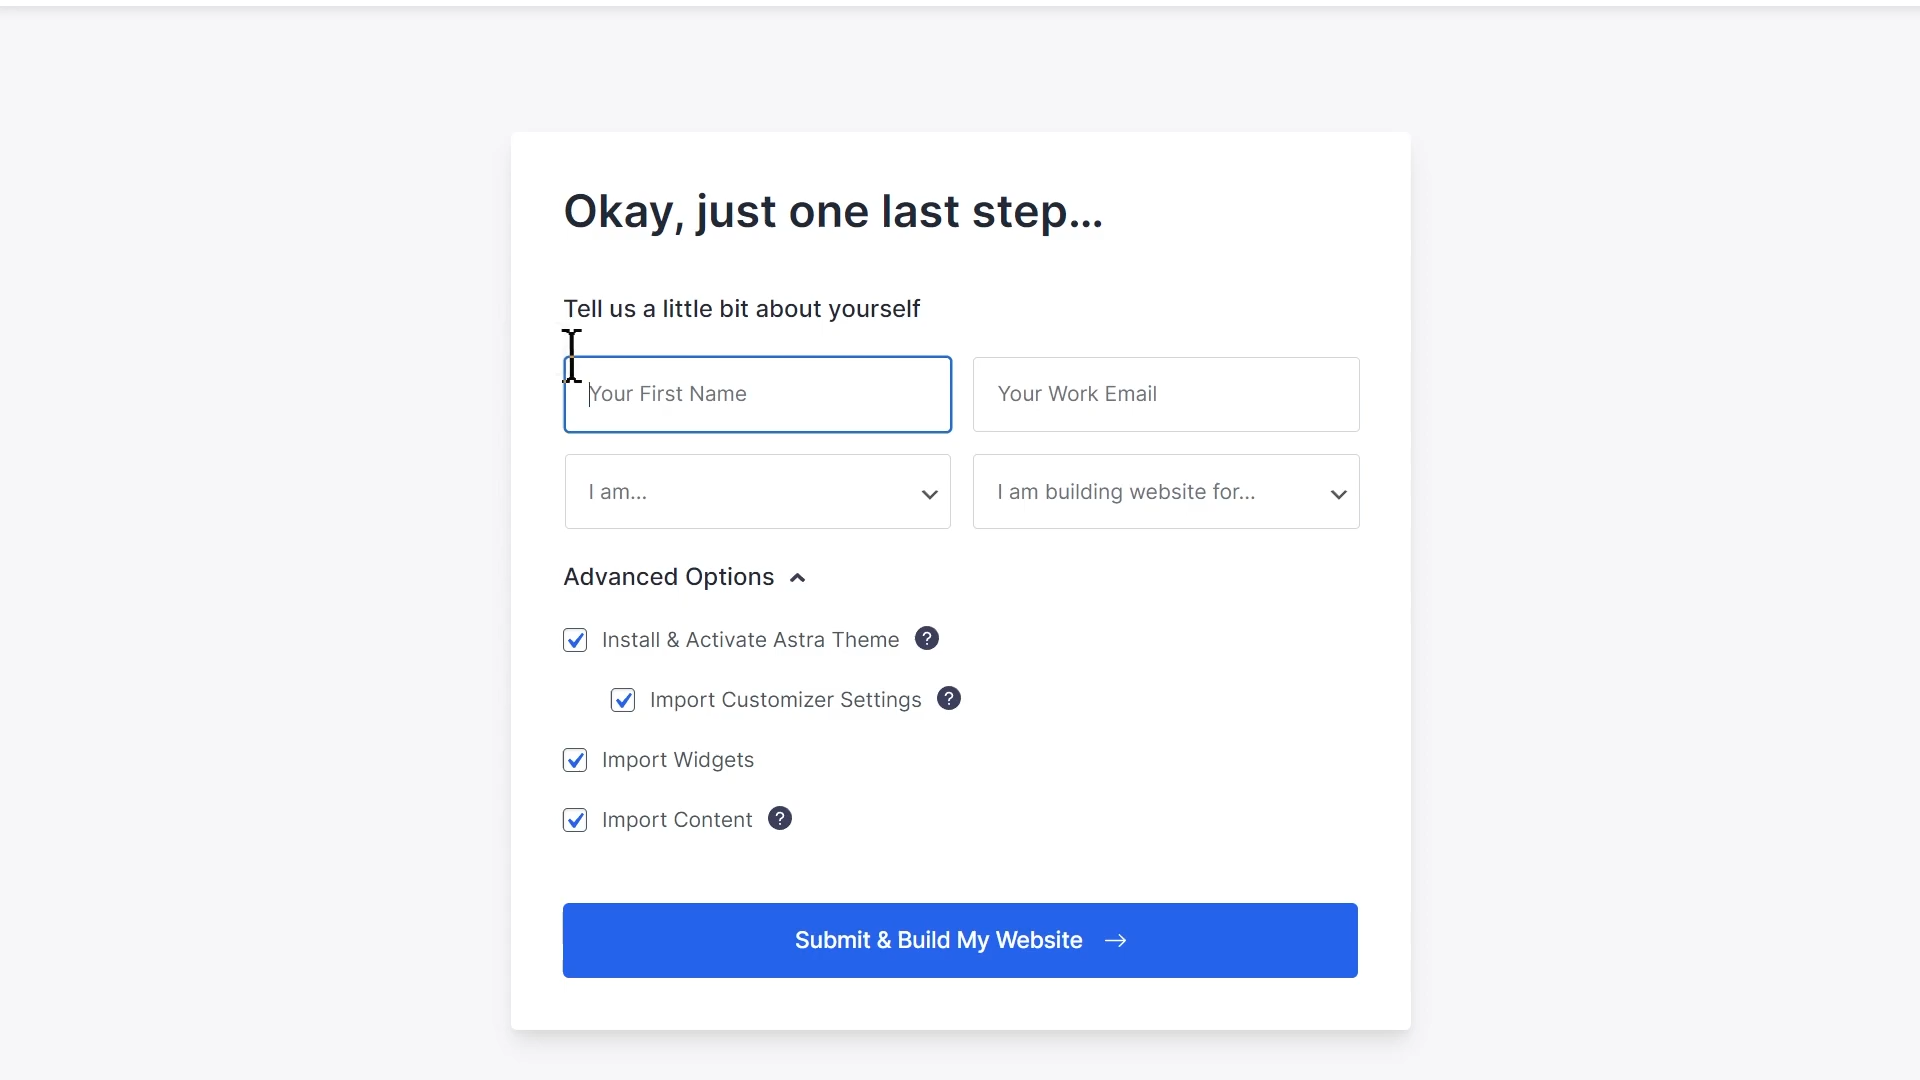 Okay, just one last step...
Tell us a little bit about yourself
Your First Name
Your Work Email
I am...
I am building website for...
Advanced Options
Install & Activate Astra Theme ?
Import Customizer Settings ?
Import Widgets
Import Content ?
Submit & Build My Website →